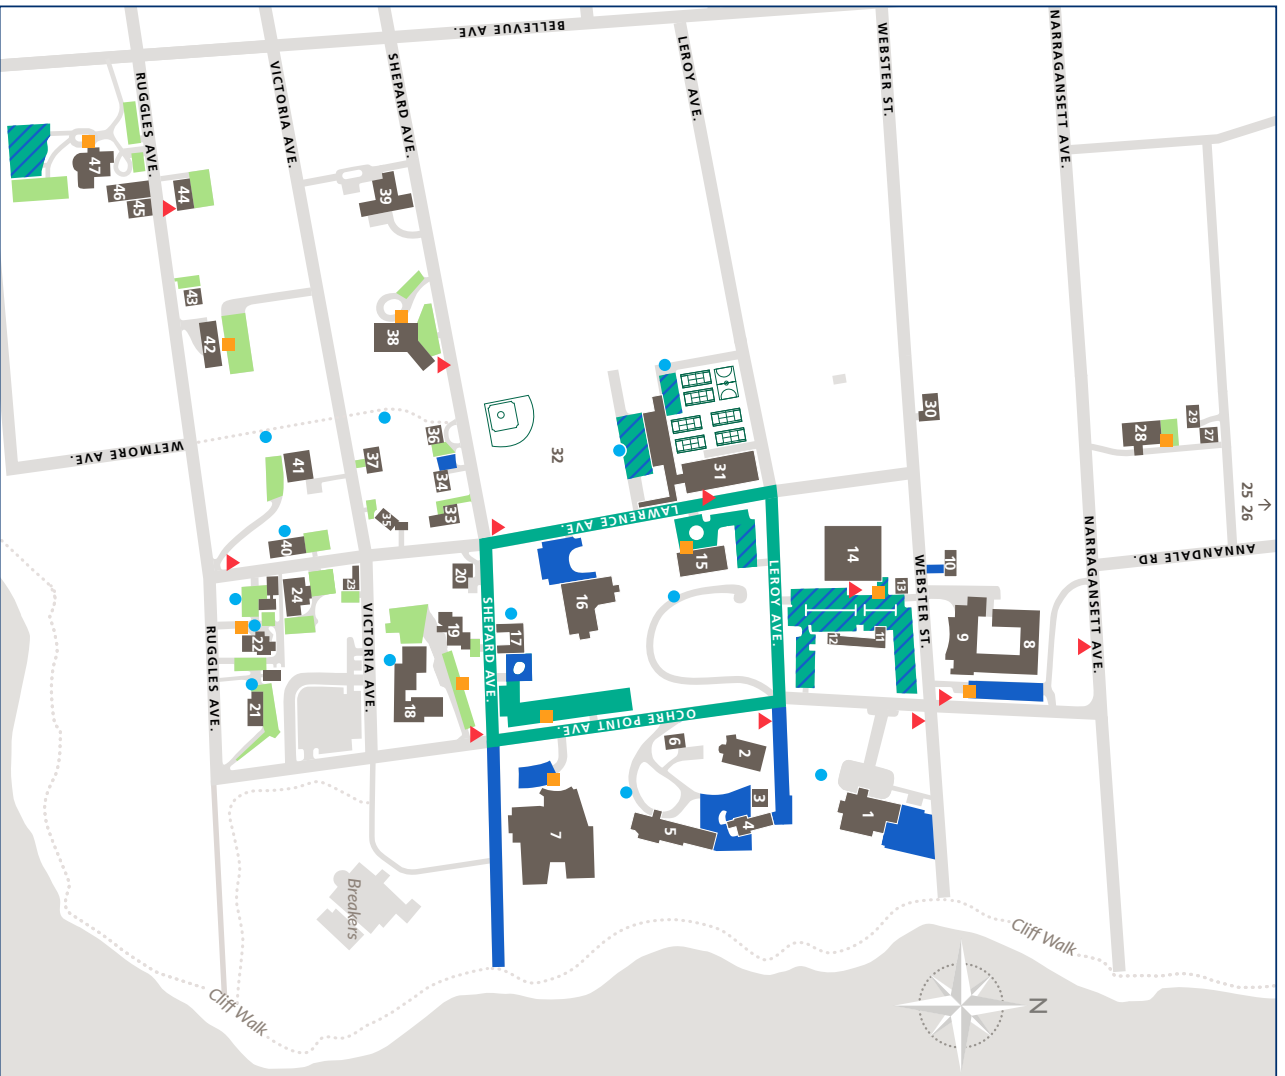 BELLEVUE AVE.
RUGGLES AVE.
VICTORIA AVE.
SHEPARD AVE.
LEROY AVE.
WEBSTER ST.
NARRAGANSETT AVE.
47
46
45
44
39
43
42
38
30
29
28
27
WETMORE AVE.
41
37
36
34
32
31
25 26
33
35
40
LAWRENCE AVE.
ANNANDALE RD.
NARRAGANSETT AVE.
WEBSTER ST.
LEROY AVE.
14
15
10
13
20
23
24
16
12
11
9
8
17
19
22
21
18
SHEPARD AVE.
VICTORIA AVE.
RUGGLES AVE.
OCHRE POINT AVE.
6
2
3
4
5
7
1
Breakers
Cliff Walk
Cliff Walk
N